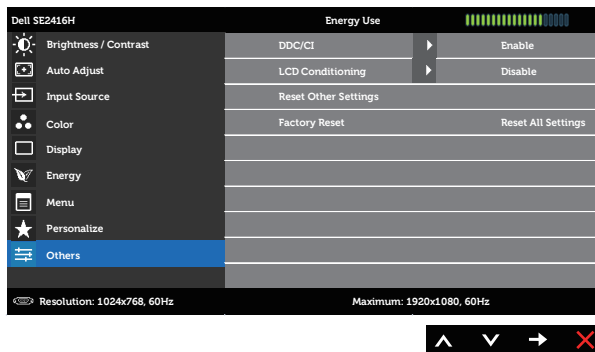 Dell SE2416H Energy Use
Brightness / Contrast DDC/CI Enable
Auto Adjust LCD Conditioning Disable
Input Source Reset Other Settings
Color Factory Reset Reset All Settings
Display
Energy
Menu
Personalize
Others
Resolution: 1024x768, 60Hz Maximum: 1920x1080, 60Hz